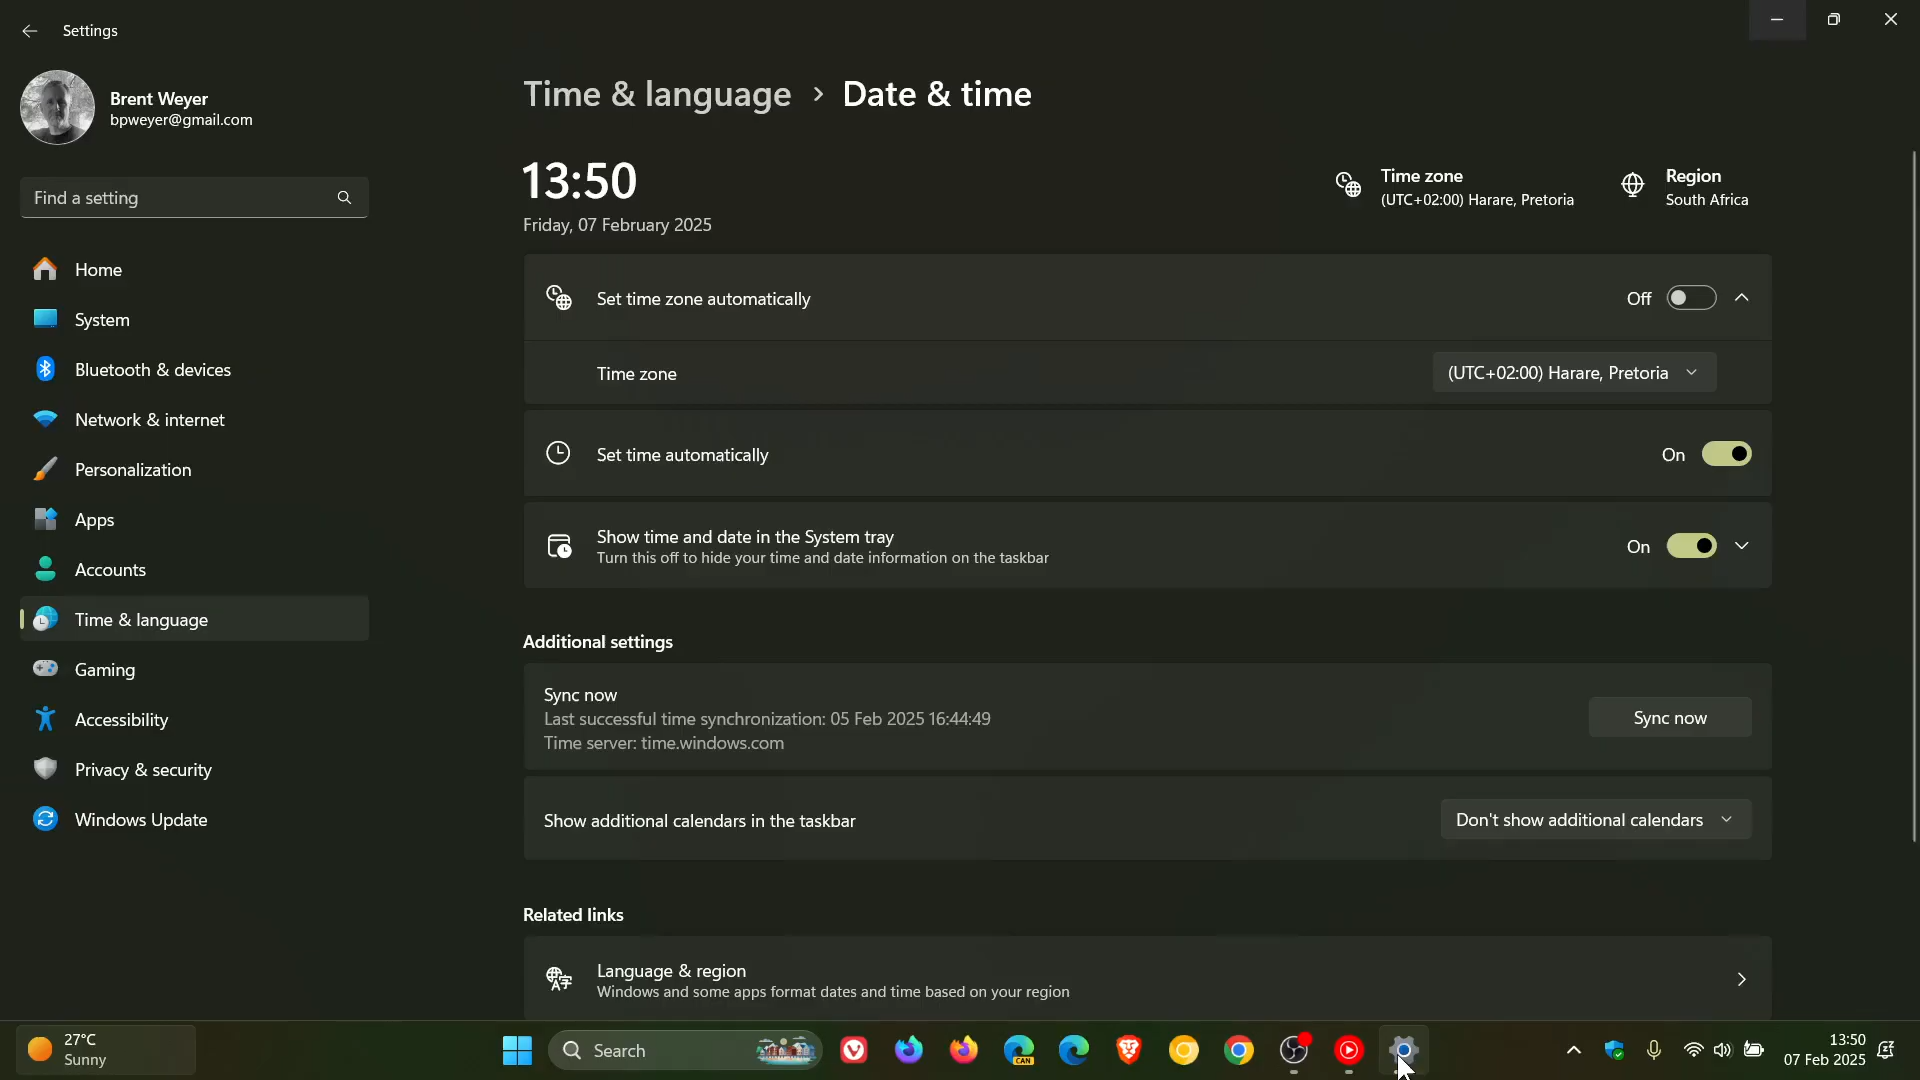 Settings
Brent Weyer
bpweyer@gmail.com
Find a setting
Home
System
Bluetooth & devices
Network & internet
Personalization
Apps
Accounts
Time & language
Gaming
Accessibility
Privacy & security
Windows Update
Time & language › Date & time
13:50
Friday, 07 February 2025
Time zone
(UTC+02:00) Harare, Pretoria
Region
South Africa
Set time zone automatically
Off
Time zone
(UTC+02:00) Harare, Pretoria
Set time automatically
On
Show time and date in the System tray
Turn this off to hide your time and date information on the taskbar
On
Additional settings
Sync now
Last successful time synchronization: 05 Feb 2025 16:44:49
Time server: time.windows.com
Sync now
Show additional calendars in the taskbar
Don't show additional calendars
Related links
Language & region
Windows and some apps format dates and time based on your region
27°C
Sunny
Search
CAN
13:50
07 Feb 2025